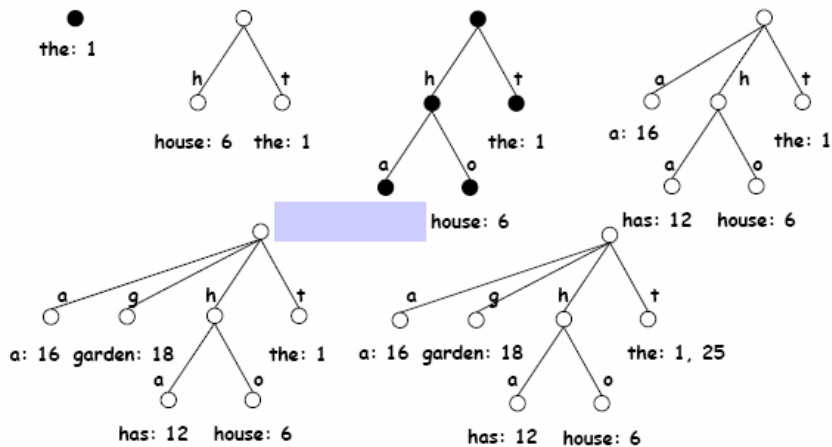 the: 1
h t
house: 6 the: 1
h t
the: 1
a o
house: 6
a h t
a: 16
the: 1
a o
has: 12 house: 6
a g h t
a: 16 garden: 18 the: 1
a o
has: 12 house: 6
a g h t
a: 16 garden: 18 the: 1, 25
a o
has: 12 house: 6